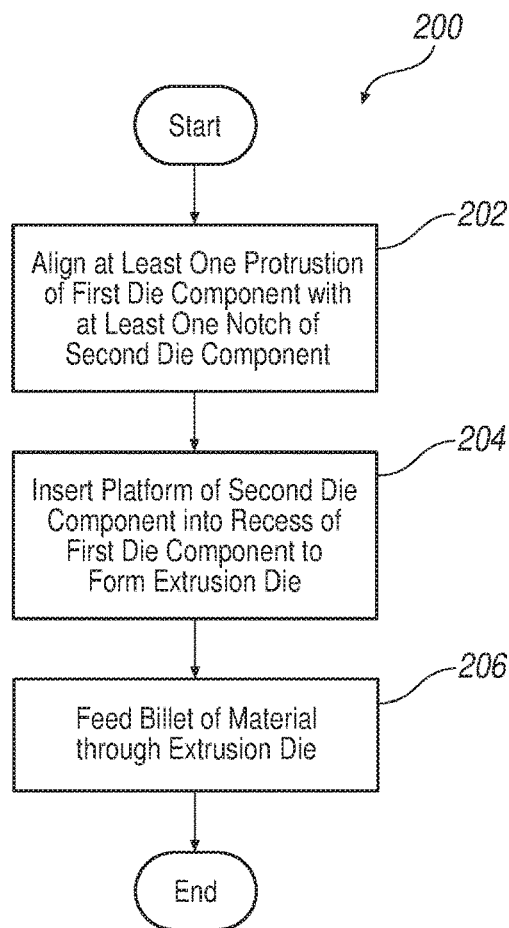 200
Start
202
Align at Least One Protrustion
of First Die Component with
at Least One Notch of
Second Die Component
204
Insert Platform of Second Die
Component into Recess of
First Die Component to
Form Extrusion Die
206
Feed Billet of Material
through Extrusion Die
End